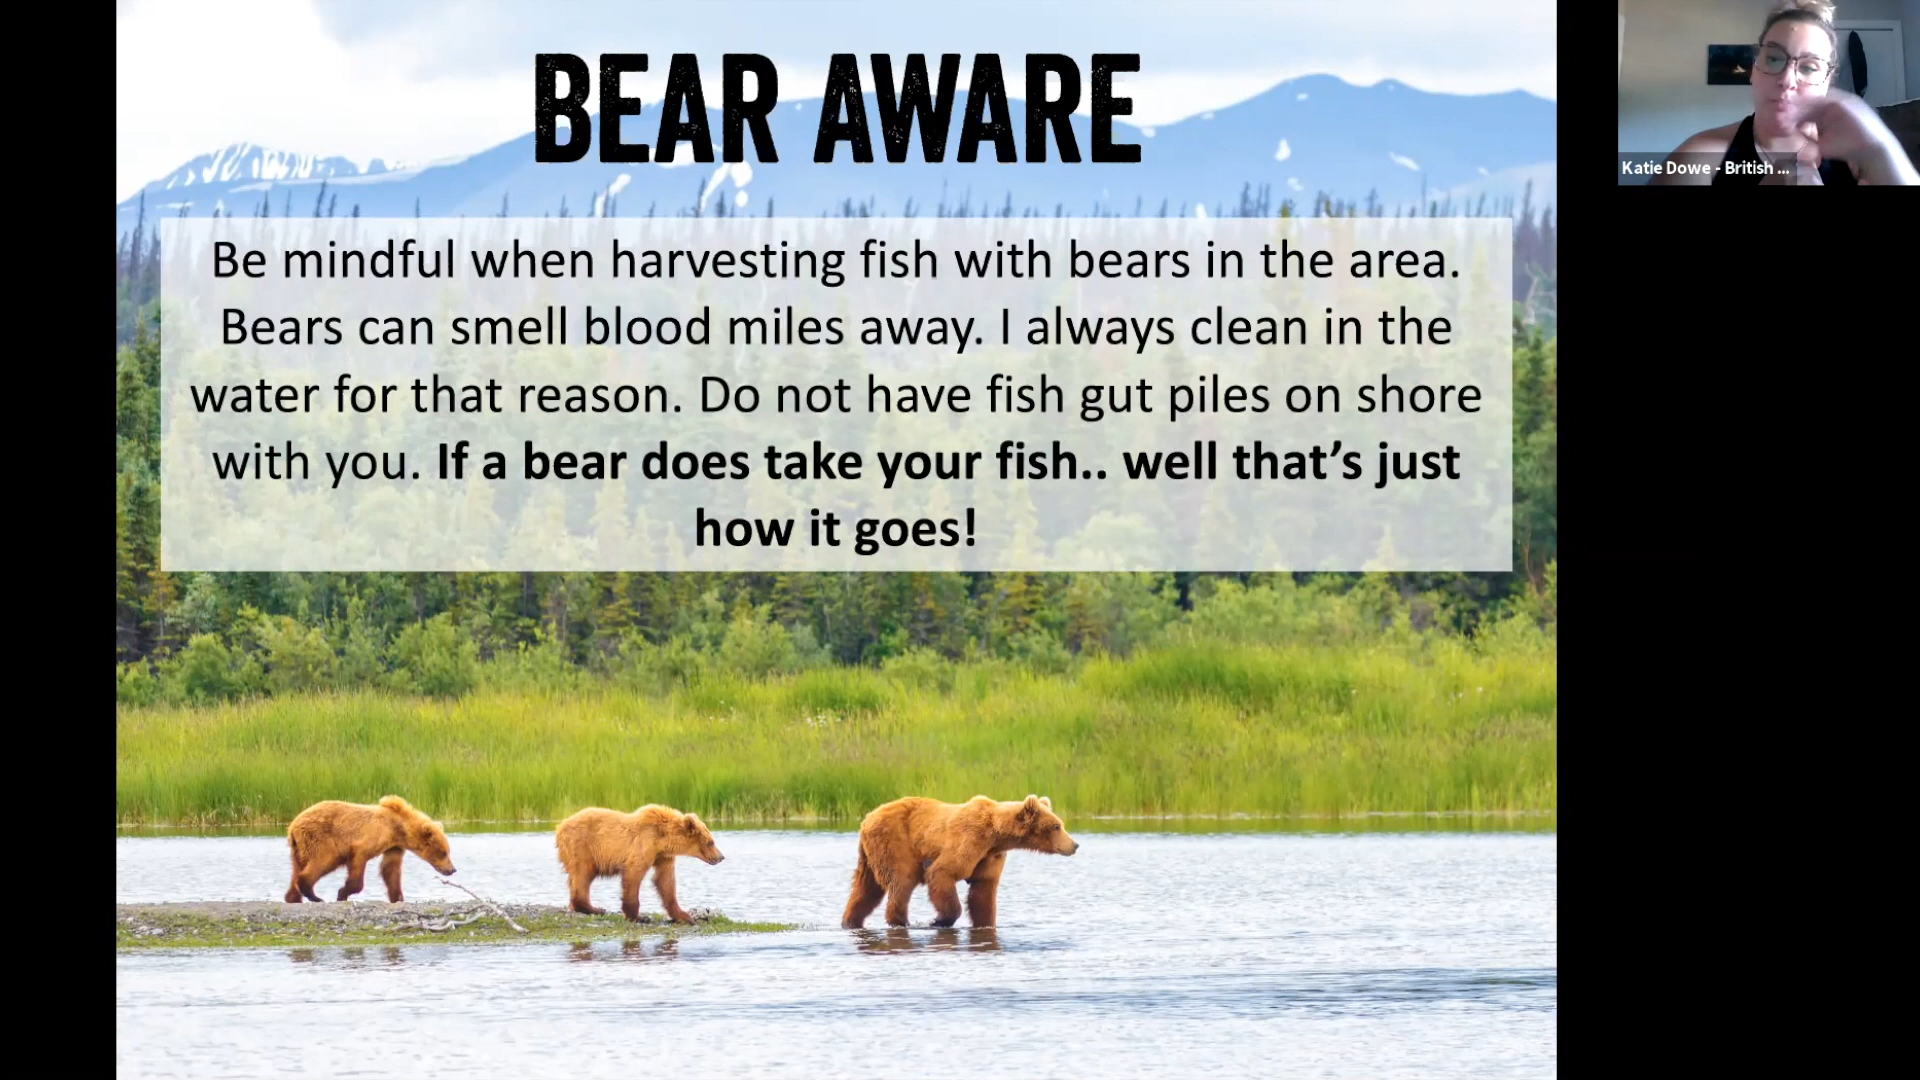 BEAR AWARE
Be mindful when harvesting fish with bears in the area.
Bears can smell blood miles away. I always clean in the
water for that reason. Do not have fish gut piles on shore
with you. If a bear does take your fish.. well that’s just
how it goes!
Katie Dowe - British ...